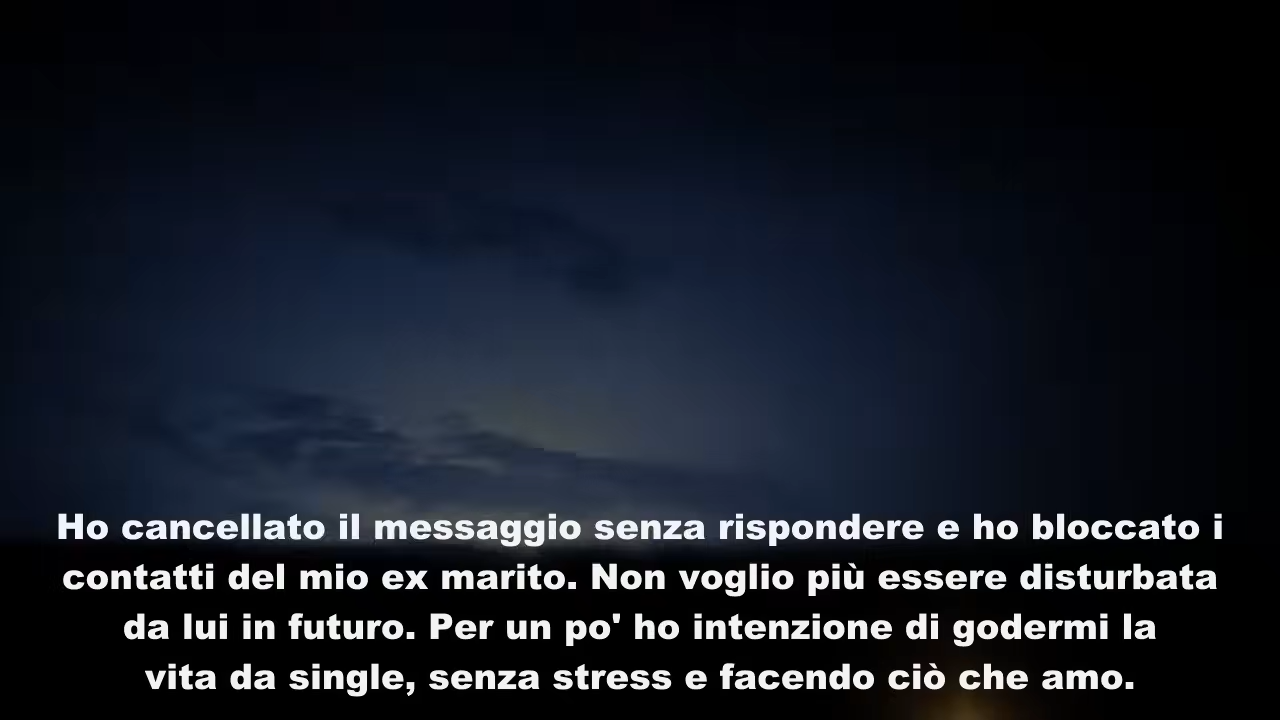 Ho cancellato il messaggio senza rispondere e ho bloccato i
contatti del mio ex marito. Non voglio più essere disturbata
da lui in futuro. Per un po' ho intenzione di godermi la
vita da single, senza stress e facendo ciò che amo.